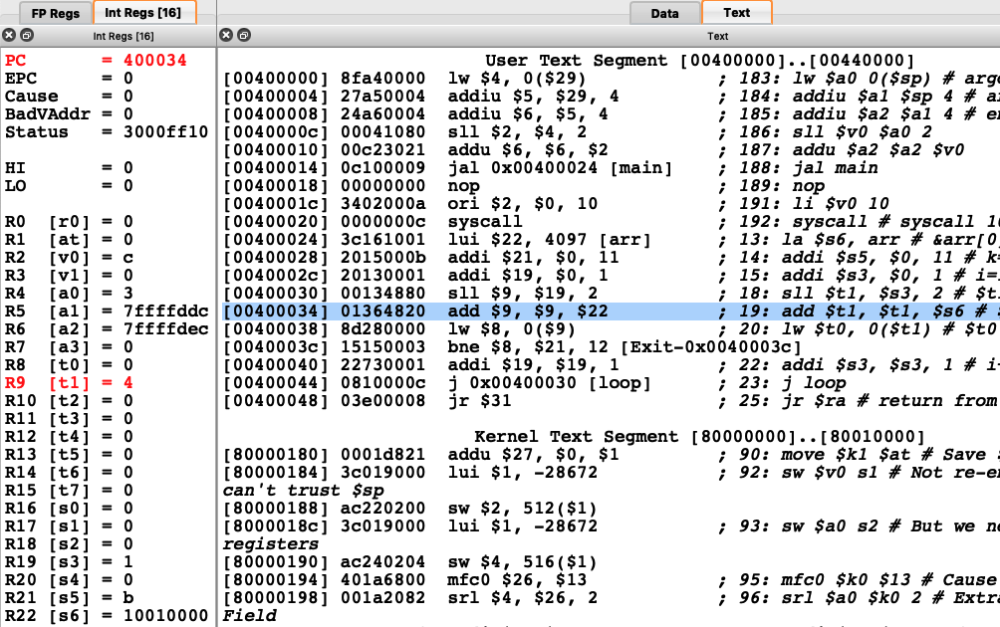 FP Regs Int Regs [16] Data Text
Int Regs [16] Text
PC = 400034
EPC = 0
Cause = 0
BadVAddr = 0
Status = 3000ff10
HI = 0
LO = 0
R0 [r0] = 0
R1 [at] = 0
R2 [v0] = c
R3 [v1] = 0
R4 [a0] = 3
R5 [a1] = 7ffffddc
R6 [a2] = 7ffffdec
R7 [a3] = 0
R8 [t0] = 0
R9 [t1] = 4
R10 [t2] = 0
R11 [t3] = 0
R12 [t4] = 0
R13 [t5] = 0
R14 [t6] = 0
R15 [t7] = 0
R16 [s0] = 0
R17 [s1] = 0
R18 [s2] = 0
R19 [s3] = 1
R20 [s4] = 0
R21 [s5] = b
R22 [s6] = 10010000
User Text Segment [00400000]..[00440000]
[00400000] 8fa40000 lw $4, 0($29) ; 183: lw $a0 0($sp) # argc
[00400004] 27a50004 addiu $5, $29, 4 ; 184: addiu $a1 $sp 4 #
[00400008] 24a60004 addiu $6, $5, 4 ; 185: addiu $a2 $a1 4 #
[0040000c] 00041080 sll $2, $4, 2 ; 186: sll $v0 $a0 2
[00400010] 00c23021 addu $6, $6, $2 ; 187: addu $a2 $a2 $v0
[00400014] 0c100009 jal 0x00400024 [main] ; 188: jal main
[00400018] 00000000 nop ; 189: nop
[0040001c] 3402000a ori $2, $0, 10 ; 191: li $v0 10
[00400020] 0000000c syscall ; 192: syscall # syscall
[00400024] 3c161001 lui $22, 4097 [arr] ; 13: la $s6, arr # &arr[0]
[00400028] 2015000b addi $21, $0, 11 ; 14: addi $s5, $0, 11 # k=
[0040002c] 20130001 addi $19, $0, 1 ; 15: addi $s3, $0, 1 # i=
[00400030] 00134880 sll $9, $19, 2 ; 18: sll $t1, $s3, 2 #
[00400034] 01364820 add $9, $9, $22 ; 19: add $t1, $t1, $s6 #
[00400038] 8d280000 lw $8, 0($9) ; 20: lw $t0, 0($t1) # $t0
[0040003c] 15150003 bne $8, $21, 12 [Exit-0x0040003c]
[00400040] 22730001 addi $19, $19, 1 ; 22: addi $s3, $s3, 1 #
[00400044] 0810000c j 0x00400030 [loop] ; 23: j loop
[00400048] 03e00008 jr $31 ; 25: jr $ra # return from
Kernel Text Segment [80000000]..[80010000]
[80000180] 0001d821 addu $27, $0, $1 ; 90: move $k1 $at # Save
[80000184] 3c019000 lui $1, -28672 ; 92: sw $v0 s1 # Not
can't trust $sp
[80000188] ac220200 sw $2, 512($1)
[8000018c] 3c019000 lui $1, -28672 ; 93: sw $a0 s2 # But we
registers
[80000190] ac240204 sw $4, 516($1)
[80000194] 401a6800 mfc0 $26, $13 ; 95: mfc0 $k0 $13 # Cause
[80000198] 001a2082 srl $4, $26, 2 ; 96: srl $a0 $k0 2 #
Field